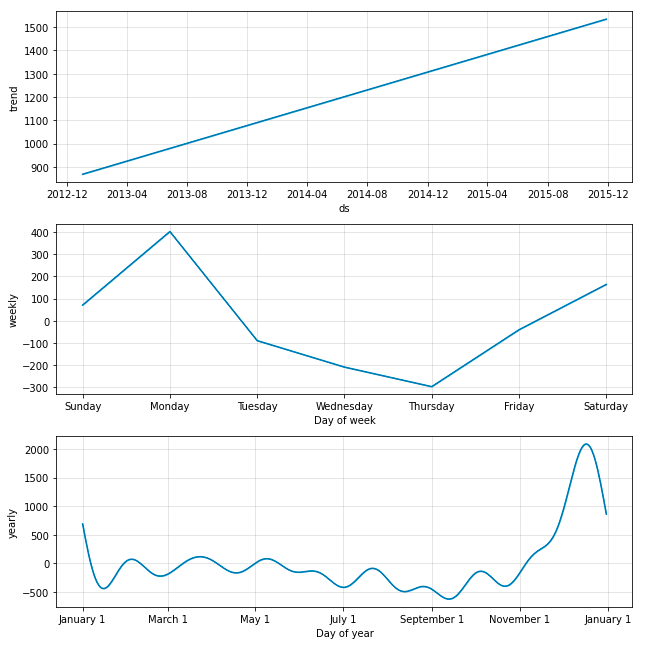 1500
1400
1300
1200
1100
1000
900
trend
2012-12 2013-04 2013-08 2013-12 2014-04 2014-08 2014-12 2015-04 2015-08 2015-12
ds
400
300
200
100
0
−100
−200
−300
weekly
Sunday Monday Tuesday Wednesday Thursday Friday Saturday
Day of week
2000
1500
1000
500
0
−500
yearly
January 1 March 1 May 1 July 1 September 1 November 1 January 1
Day of year